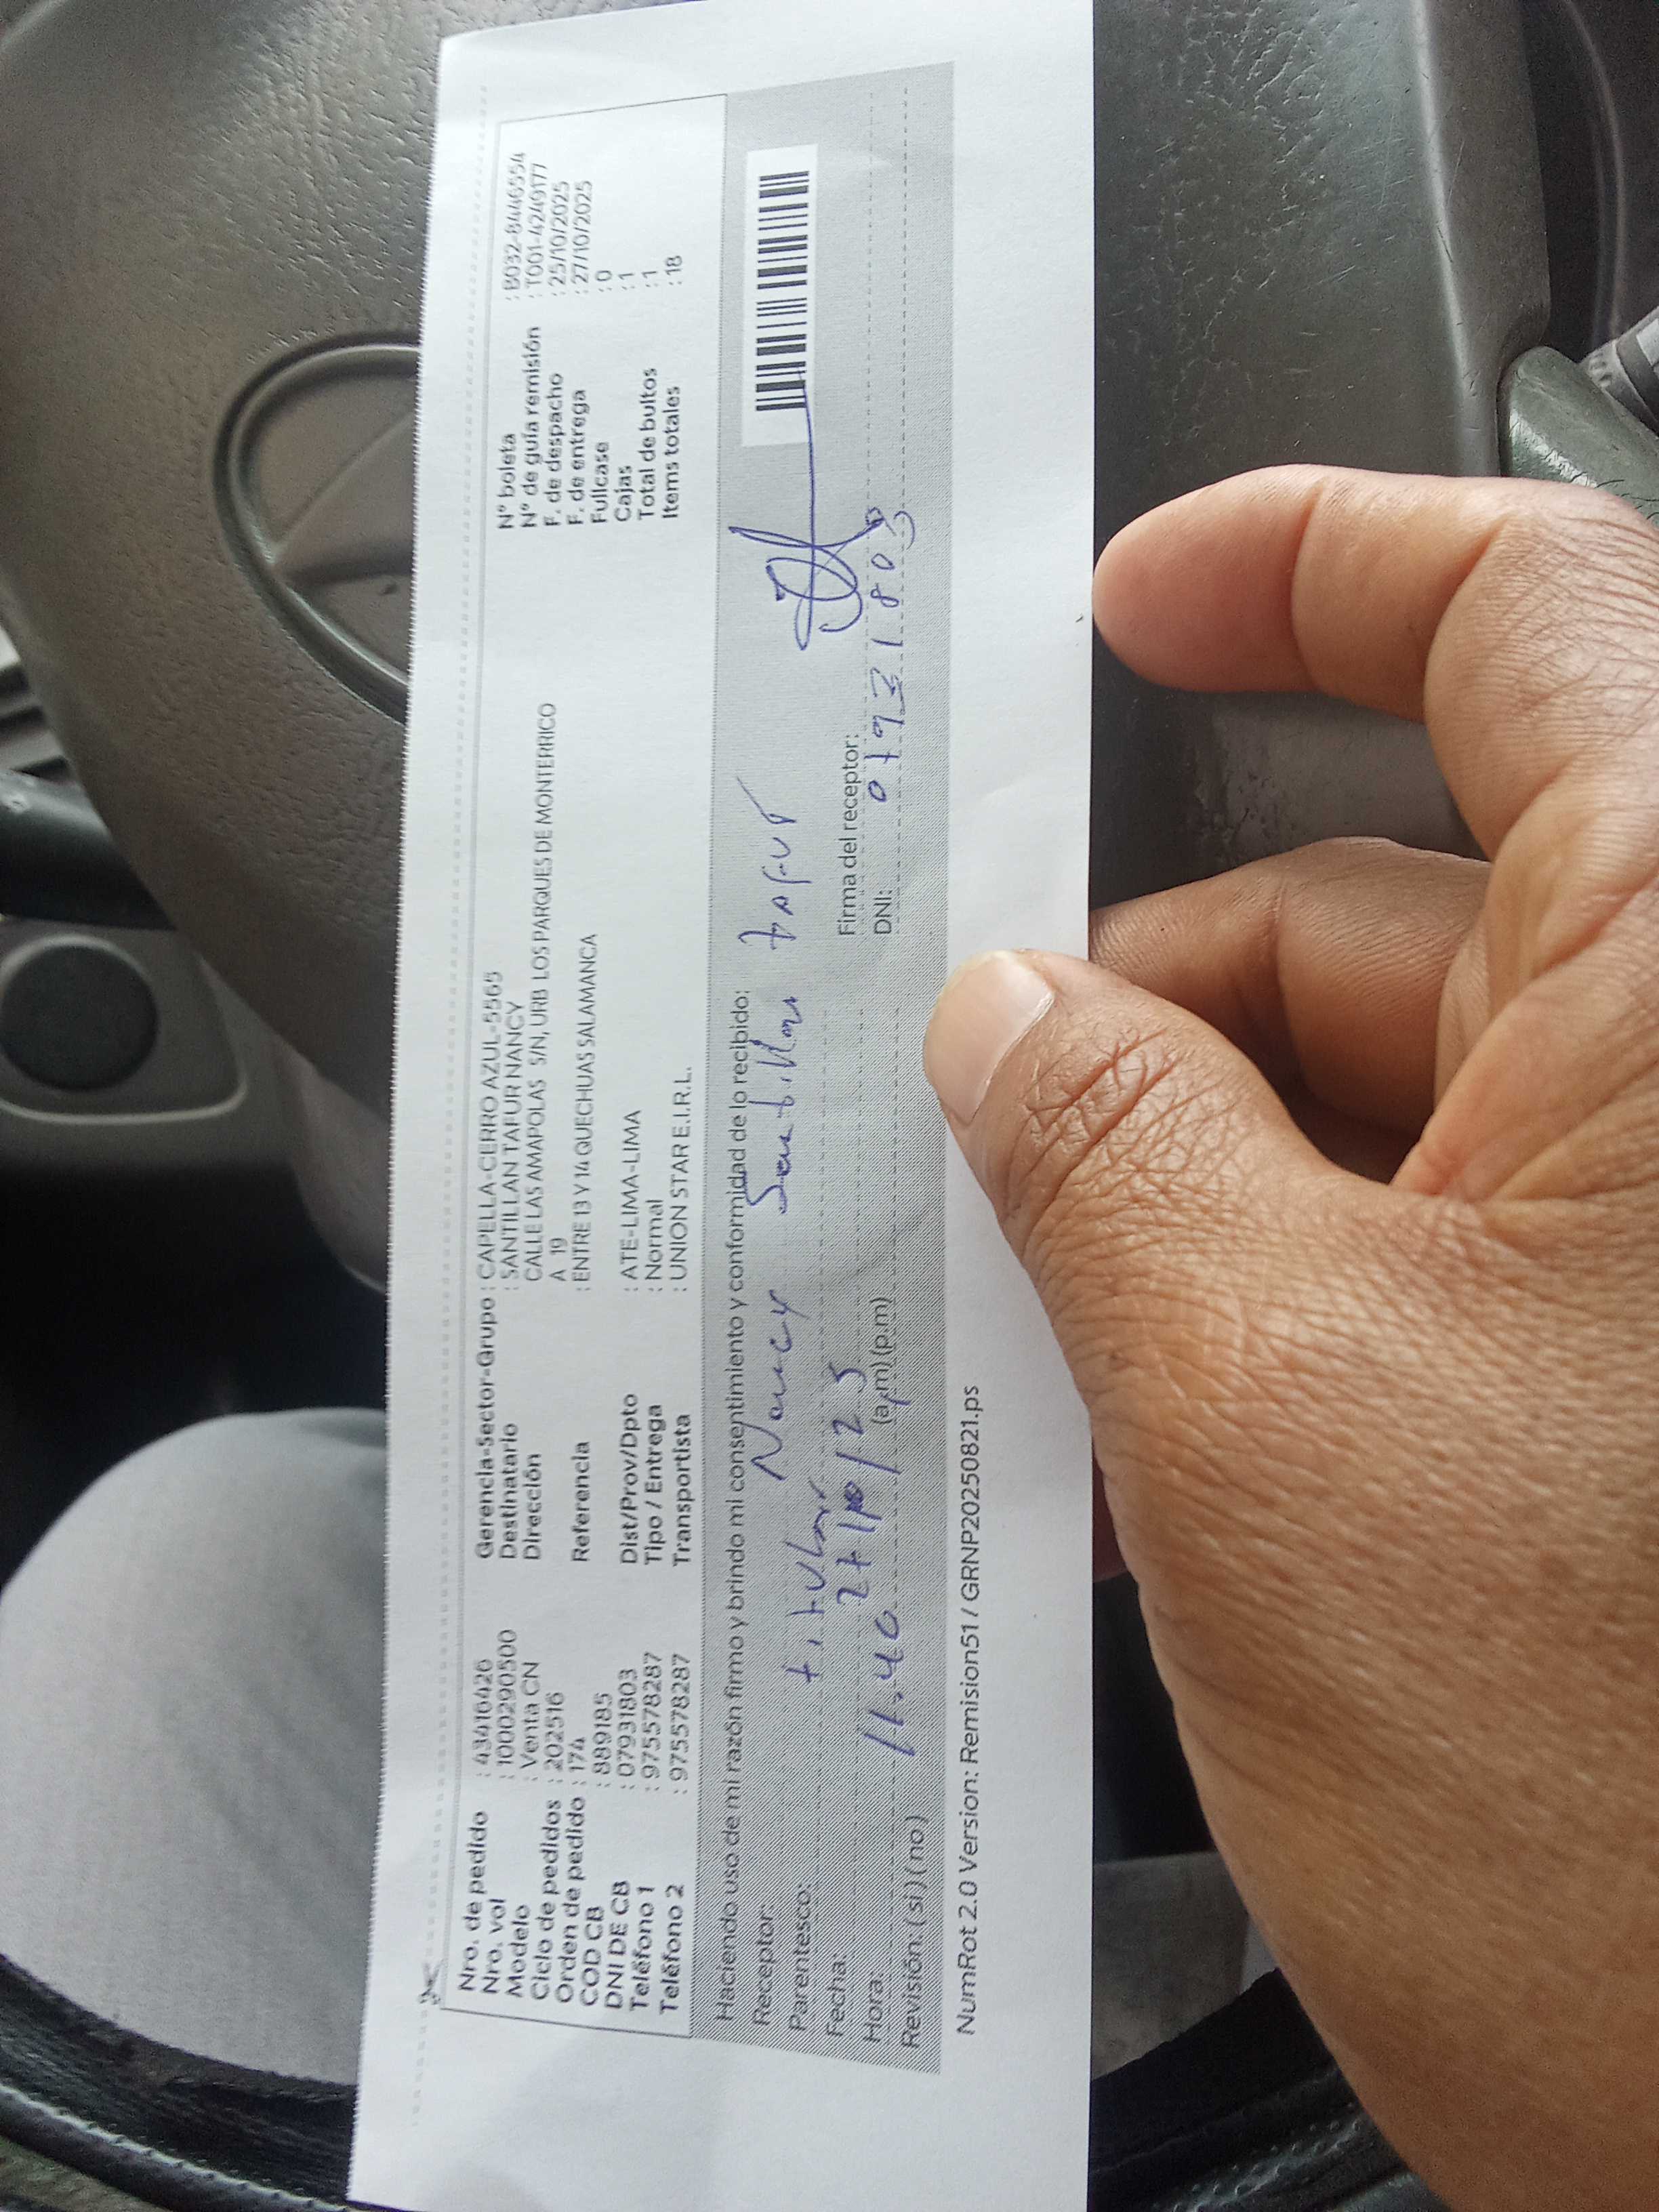 Nro. de pedido : 43416426
Nro. vol : 1000290500
Modelo : Venta CN
Ciclo de pedidos : 202516
Orden de pedido : 174
COD CB : 889185
DNI DE CB : 07931803
Teléfono 1 : 975578287
Teléfono 2 : 975578287
Gerencia-Sector-Grupo : CAPELLA-CERRO AZUL-5565
Destinatario : SANTILLAN TAFUR NANCY
Dirección : CALLE LAS AMAPOLAS S/N, URB LOS PARQUES DE MONTERRICO
A 19
Referencia : ENTRE 13 Y 14 QUECHUAS SALAMANCA
Dist/Prov/Dpto : ATE-LIMA-LIMA
Tipo / Entrega : Normal
Transportista : UNION STAR E.I.R.L.
N° boleta : B032-8446554
N° de guía remisión : T001-4249177
F. de despacho : 25/10/2025
F. de entrega : 27/10/2025
Fullcase : 0
Cajas : 1
Total de bultos : 1
Items totales : 18
Haciendo uso de mi razón firmo y brindo mi consentimiento y conformidad de lo recibido:
Receptor: Nancy Santillan tafur
Parentesco: titular
Fecha: 27/10/25
Hora: 11:40 (a.m) (p.m)
Revisión: (si) (no)
Firma del receptor:
DNI: 07931803
NumRot 2.0 Version: Remision51 / GRNP20250821.ps